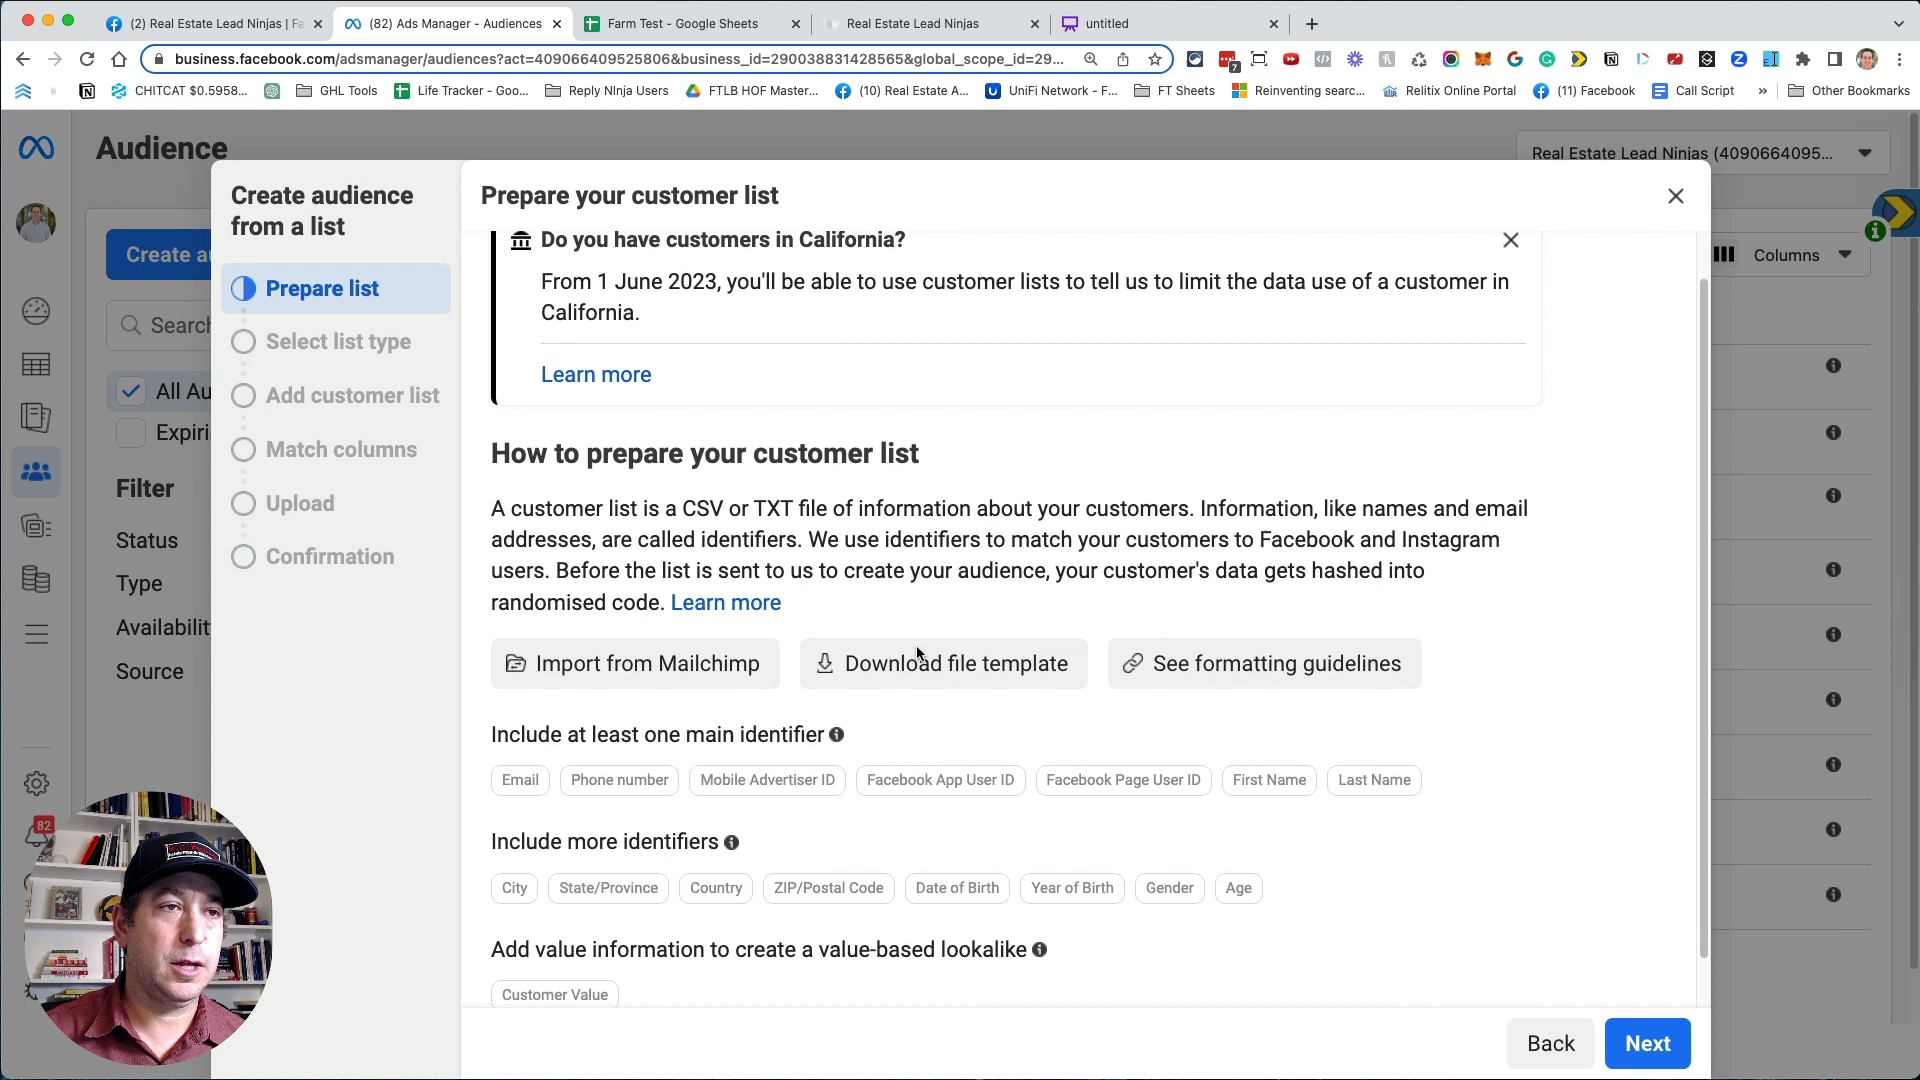 (2) Real Estate Lead Ninjas | Fa
(82) Ads Manager - Audiences
Farm Test - Google Sheets
Real Estate Lead Ninjas
untitled
business.facebook.com/adsmanager/audiences?act=409066409525806&business_id=290038831428565&global_scope_id=29...
7
CHITCAT $0.5958...
GHL Tools
Life Tracker - Goo...
Reply NInja Users
FTLB HOF Master...
(10) Real Estate A...
UniFi Network - F...
FT Sheets
Reinventing searc...
Relitix Online Portal
(11) Facebook
Call Script
Other Bookmarks
Audience
Real Estate Lead Ninjas (4090664095...
Create a
Search
All Au
Expiri
Filter
Status
Type
Availabilit
Source
Columns
82
Create audience
from a list
Prepare list
Select list type
Add customer list
Match columns
Upload
Confirmation
Prepare your customer list
Do you have customers in California?
From 1 June 2023, you'll be able to use customer lists to tell us to limit the data use of a customer in
California.
Learn more
How to prepare your customer list
A customer list is a CSV or TXT file of information about your customers. Information, like names and email
addresses, are called identifiers. We use identifiers to match your customers to Facebook and Instagram
users. Before the list is sent to us to create your audience, your customer's data gets hashed into
randomised code. Learn more
Import from Mailchimp
Download file template
See formatting guidelines
Include at least one main identifier
Email
Phone number
Mobile Advertiser ID
Facebook App User ID
Facebook Page User ID
First Name
Last Name
Include more identifiers
City
State/Province
Country
ZIP/Postal Code
Date of Birth
Year of Birth
Gender
Age
Add value information to create a value-based lookalike
Customer Value
Back
Next